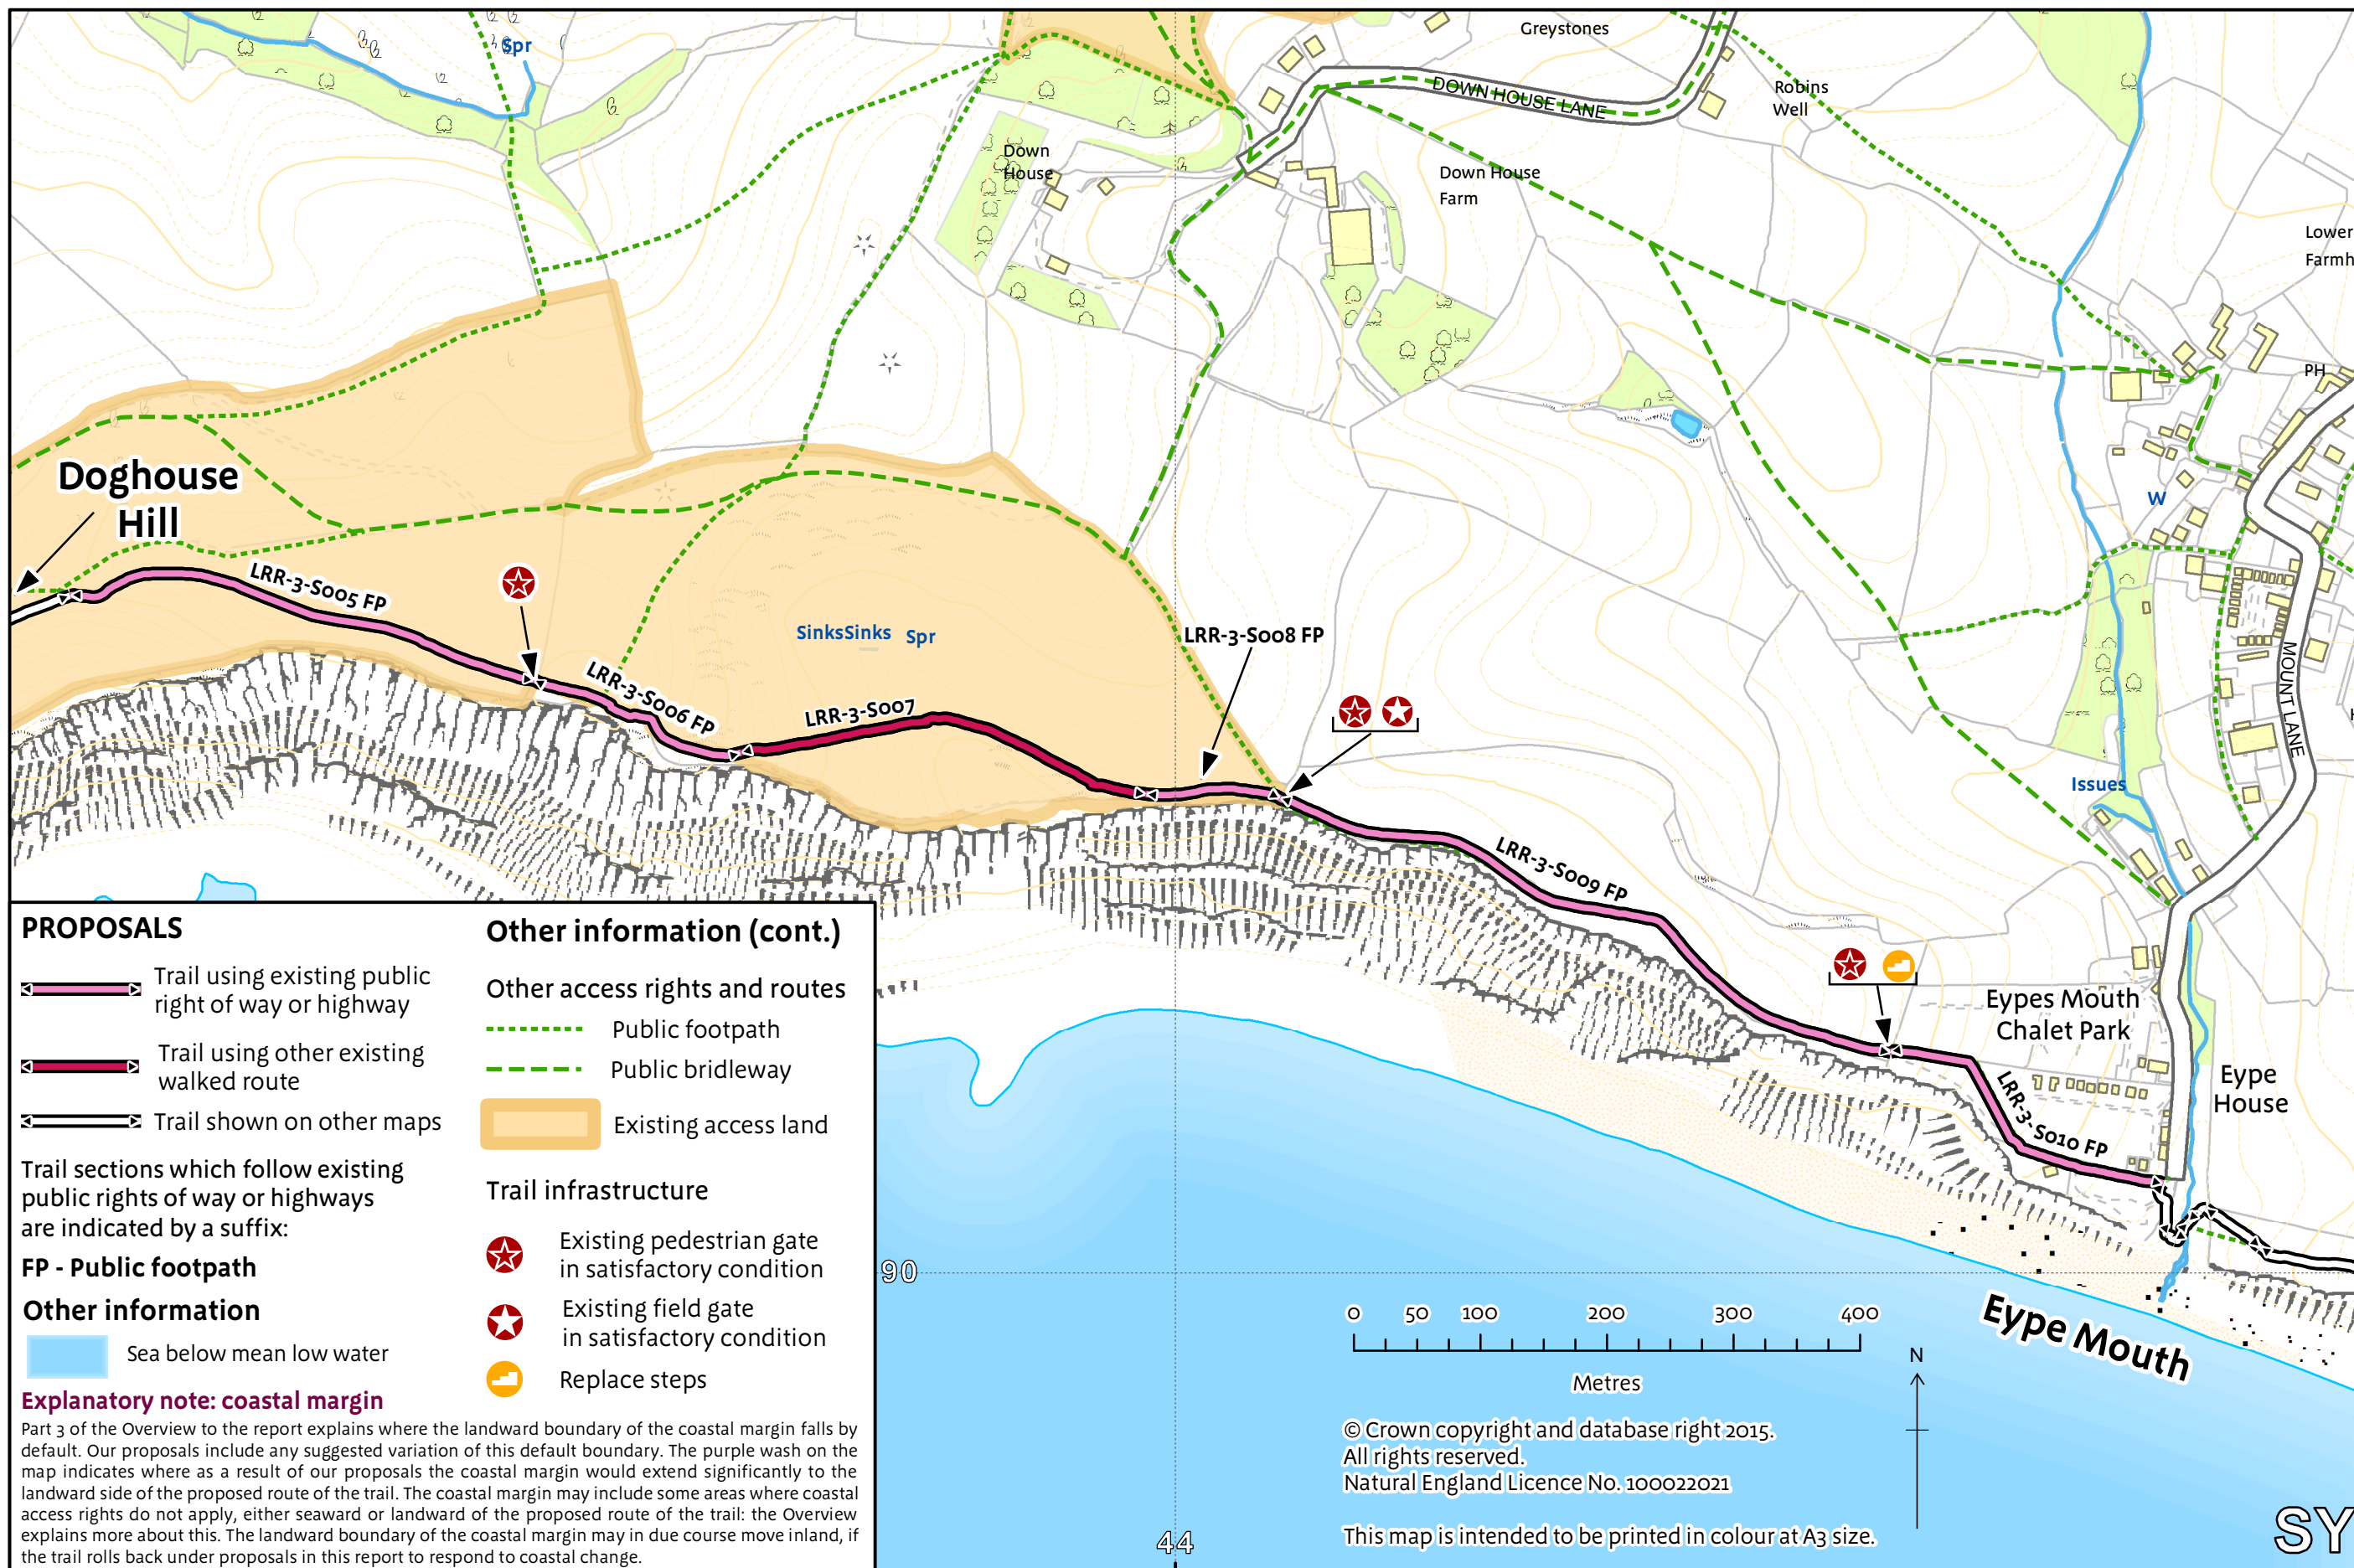 Greystones
Spr
DOWN HOUSE LANE
Robins
Well
Down
House
Down House
Farm
Lower
Farmh
PH
Doghouse
Hill
W
LRR-3-S005 FP
SinksSinks Spr
LRR-3-S008 FP
LRR-3-S006 FP
LRR-3-S007
MOUNT LANE
Issues
LRR-3-S009 FP
Eypes Mouth
Chalet Park
Eype
House
LRR-3-S010 FP
Eype Mouth
90
44
SY
PROPOSALS
Trail using existing public
right of way or highway
Trail using other existing
walked route
Trail shown on other maps
Trail sections which follow existing
public rights of way or highways
are indicated by a suffix:
FP - Public footpath
Other information
Sea below mean low water
Other information (cont.)
Other access rights and routes
Public footpath
Public bridleway
Existing access land
Trail infrastructure
Existing pedestrian gate
in satisfactory condition
Existing field gate
in satisfactory condition
Replace steps
Explanatory note: coastal margin
Part 3 of the Overview to the report explains where the landward boundary of the coastal margin falls by
default. Our proposals include any suggested variation of this default boundary. The purple wash on the
map indicates where as a result of our proposals the coastal margin would extend significantly to the
landward side of the proposed route of the trail. The coastal margin may include some areas where coastal
access rights do not apply, either seaward or landward of the proposed route of the trail: the Overview
explains more about this. The landward boundary of the coastal margin may in due course move inland, if
the trail rolls back under proposals in this report to respond to coastal change.
0 50 100 200 300 400
Metres
N
© Crown copyright and database right 2015.
All rights reserved.
Natural England Licence No. 100022021
This map is intended to be printed in colour at A3 size.